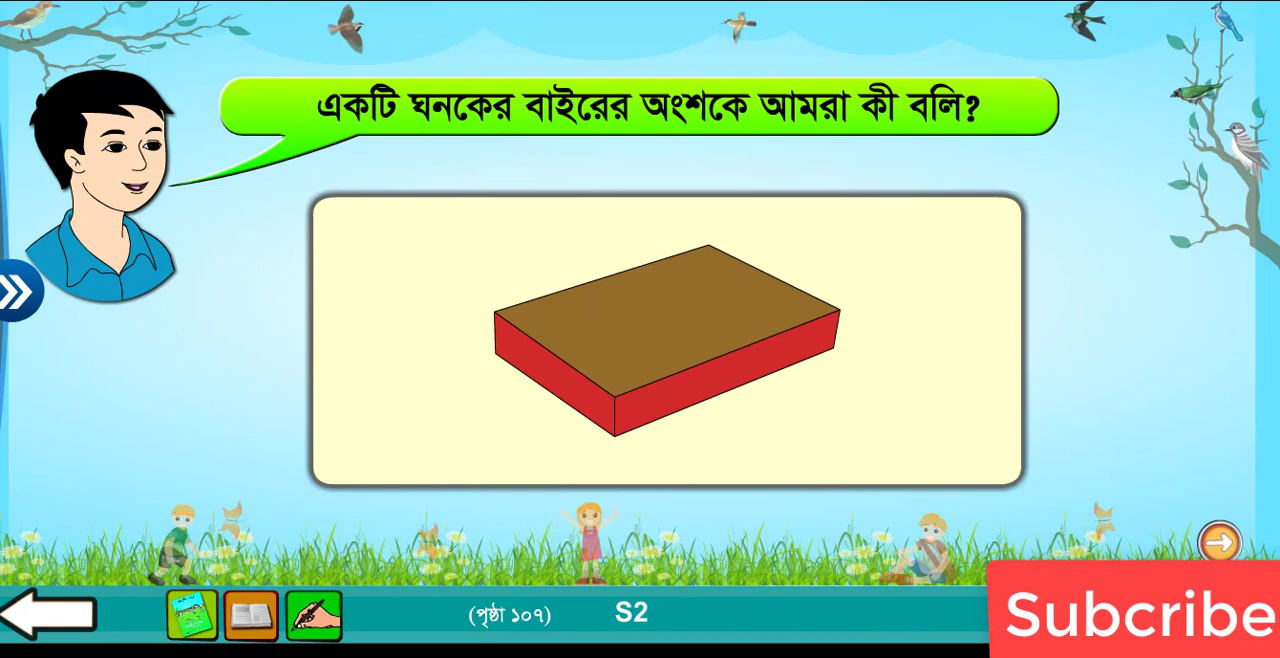 একটি ঘনকের বাইরের অংশকে আমরা কী বলি?
(পৃষ্ঠা ১০৭)
S2
Subcribe